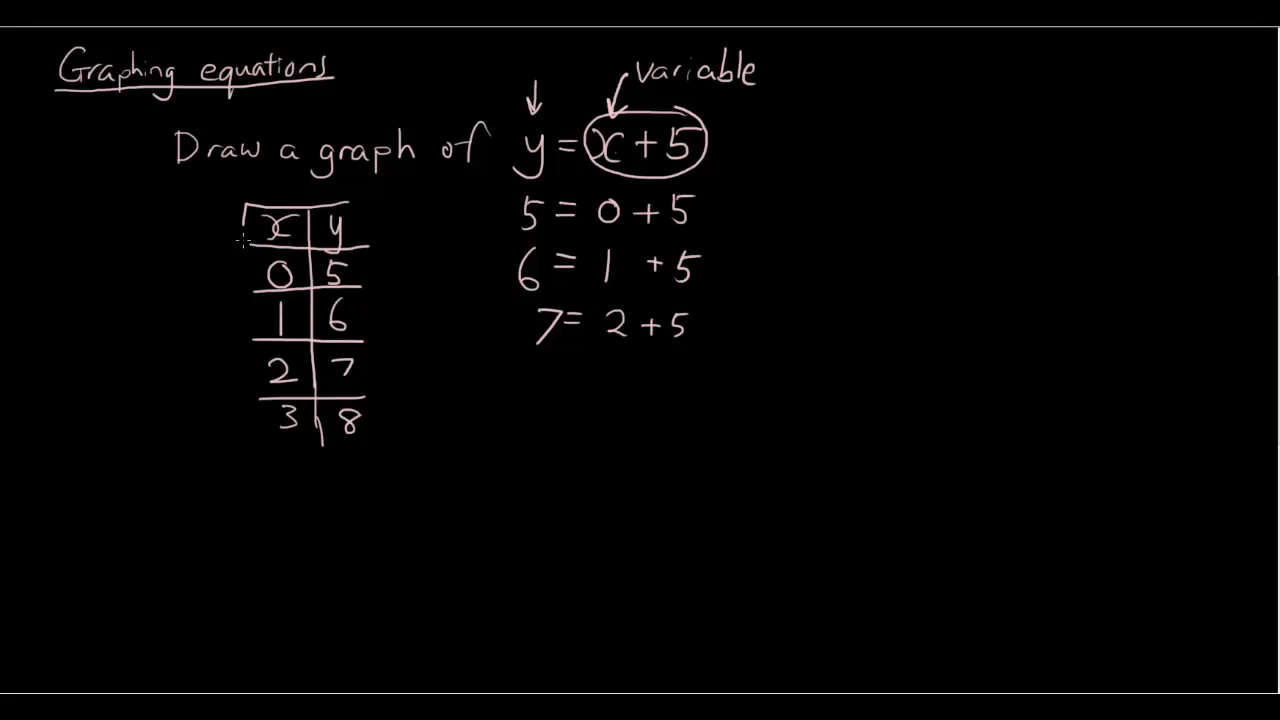 Graphing equations
variable
Draw a graph of y = x + 5
x y
0 5
1 6
2 7
3 8
5 = 0 + 5
6 = 1 + 5
7 = 2 + 5